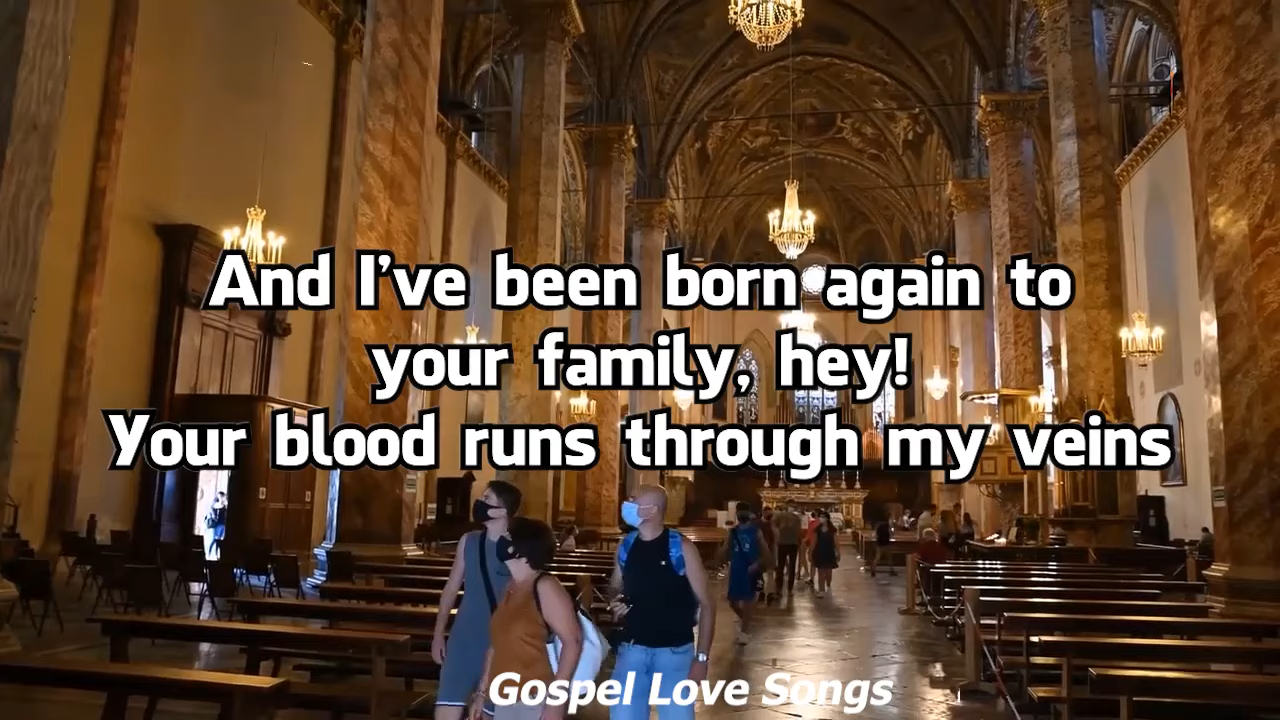 And I've been born again to
your family, hey!
Your blood runs through my veins
Gospel Love Songs